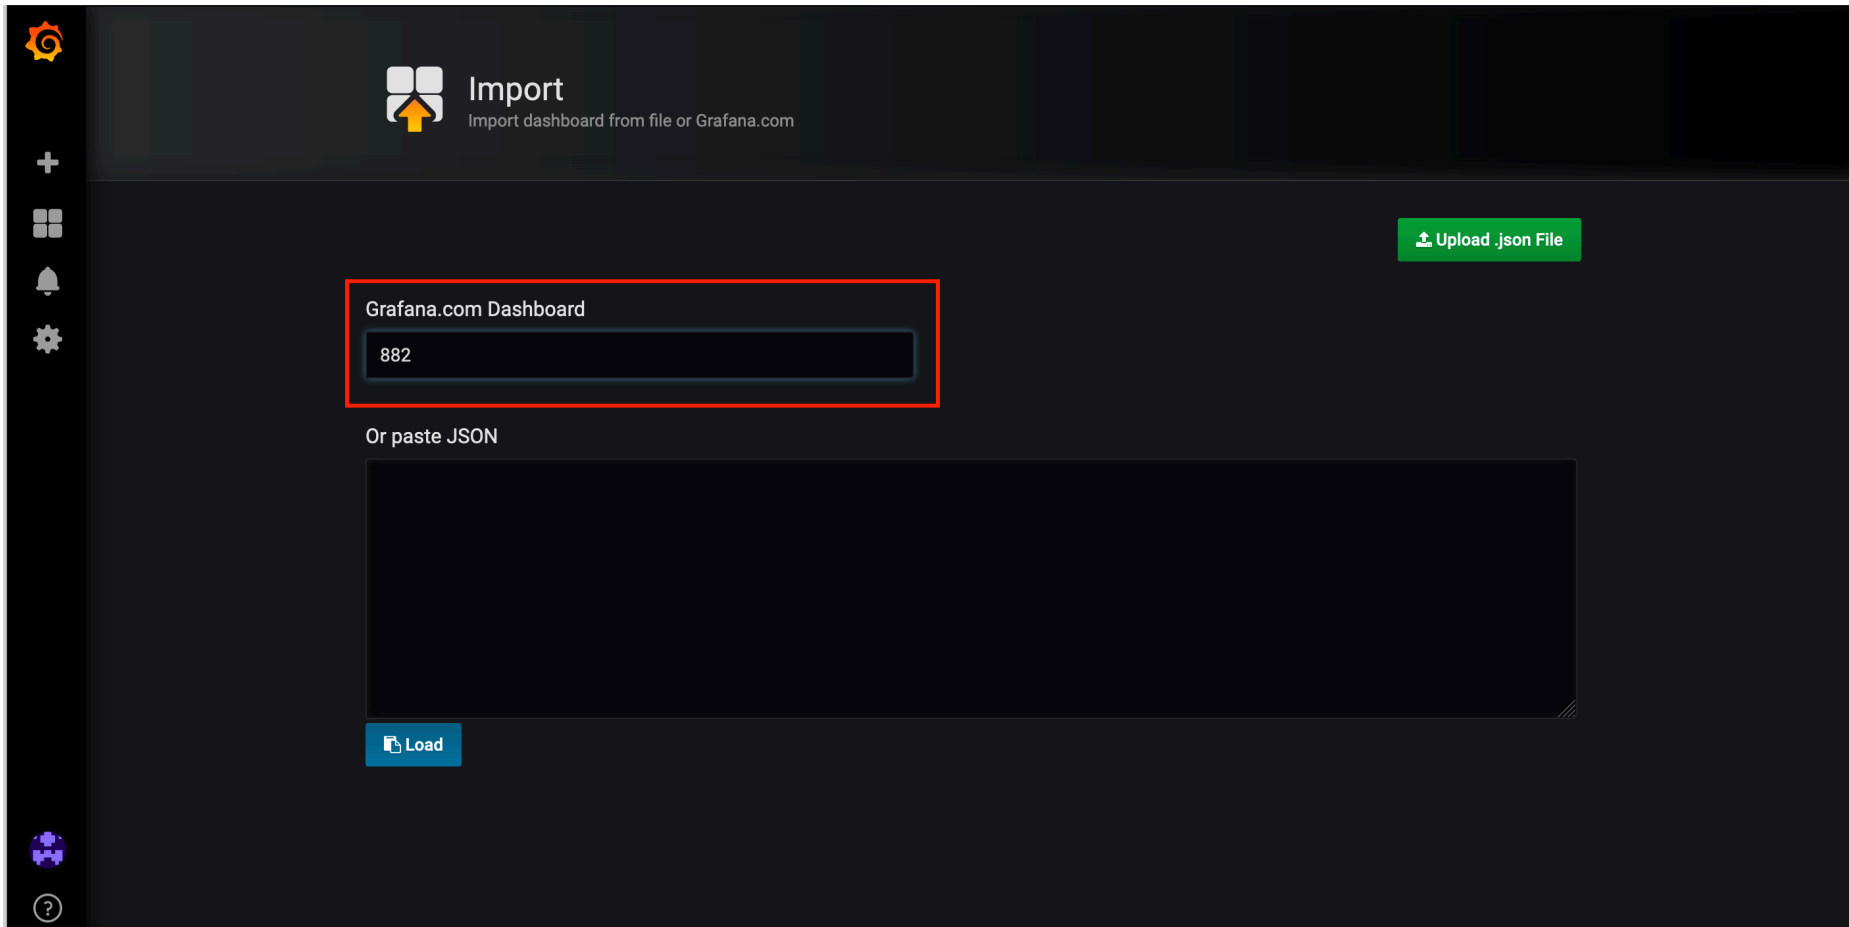 Import
Import dashboard from file or Grafana.com
Upload .json File
Grafana.com Dashboard
882
Or paste JSON
Load
?